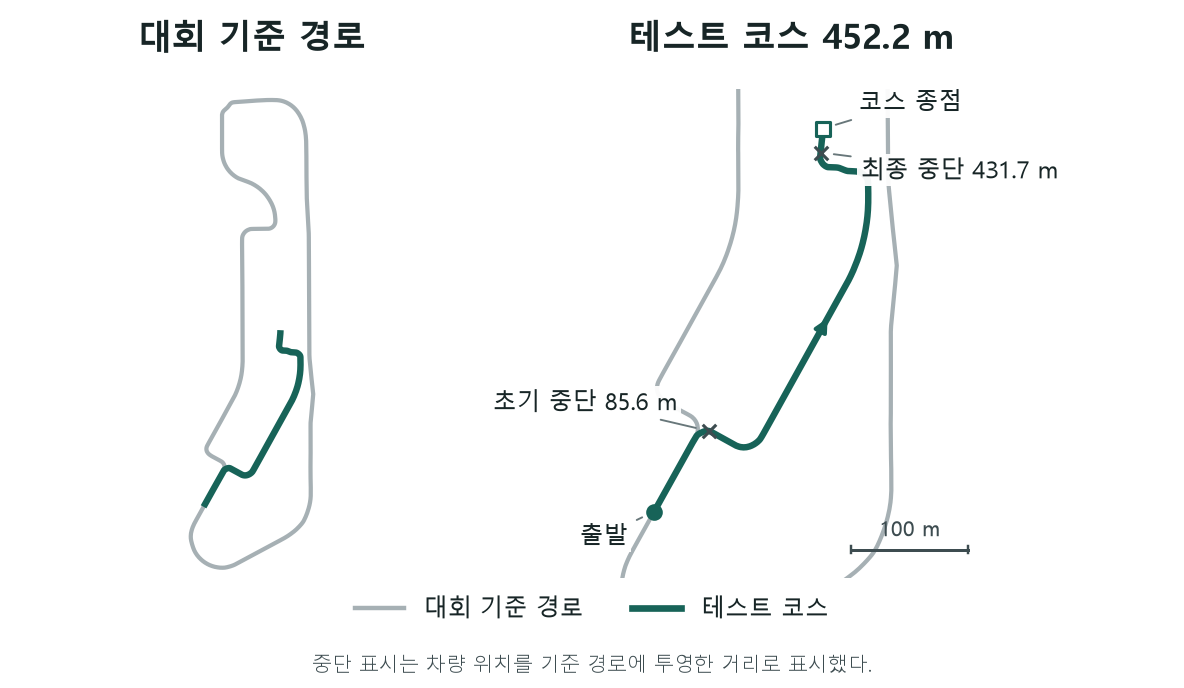 대회 기준 경로
테스트 코스 452.2 m
코스 종점
최종 중단 431.7 m
초기 중단 85.6 m
출발
100 m
대회 기준 경로
테스트 코스
중단 표시는 차량 위치를 기준 경로에 투영한 거리로 표시했다.